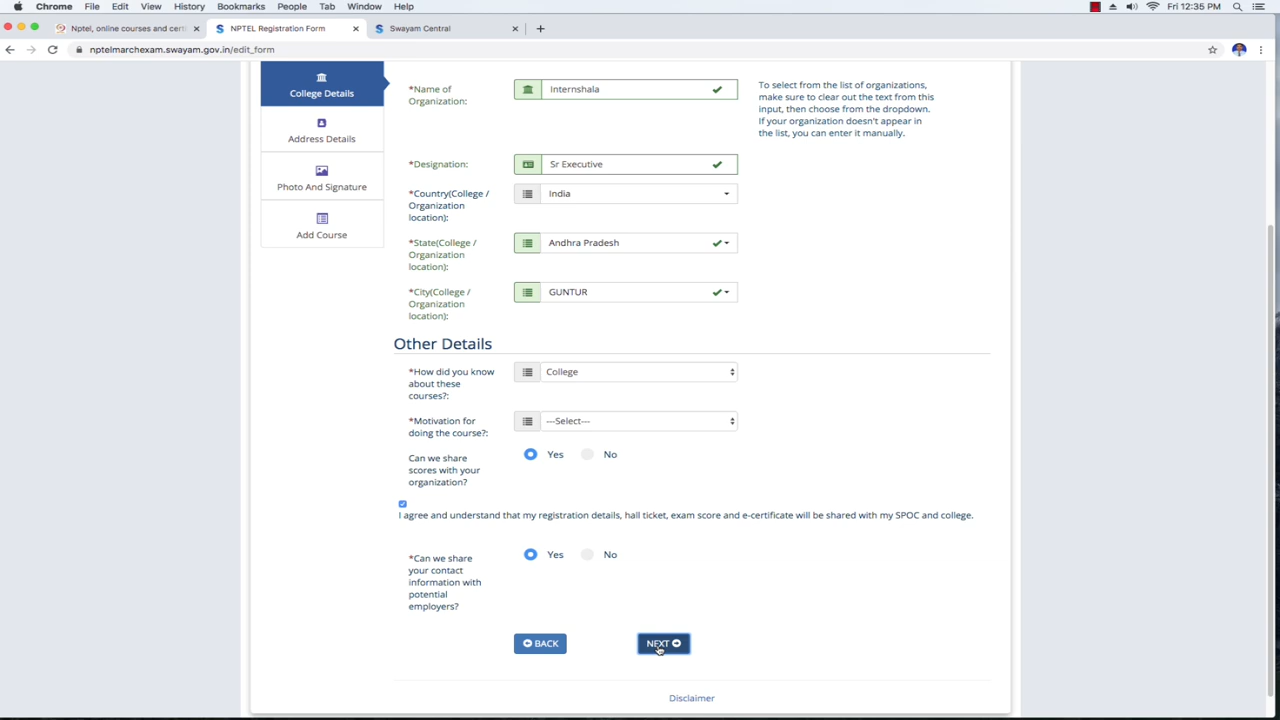 Chrome File Edit View History Bookmarks People Tab Window Help Fri 12:35 PM
Nptel, online courses and certi
NPTEL Registration Form
Swayam Central
nptelmarchexam.swayam.gov.in/edit_form
College Details
Address Details
Photo And Signature
Add Course
*Name of
Organization:
Internshala
To select from the list of organizations,
make sure to clear out the text from this
input, then choose from the dropdown.
If your organization doesn't appear in
the list, you can enter it manually.
*Designation:
Sr Executive
*Country(College /
Organization
location):
India
*State(College /
Organization
location):
Andhra Pradesh
*City(College /
Organization
location):
GUNTUR
Other Details
*How did you know
about these
courses?:
College
*Motivation for
doing the course?:
---Select---
Can we share
scores with your
organization?
Yes No
I agree and understand that my registration details, hall ticket, exam score and e-certificate will be shared with my SPOC and college.
*Can we share
your contact
information with
potential
employers?
Yes No
BACK
NEXT
Disclaimer